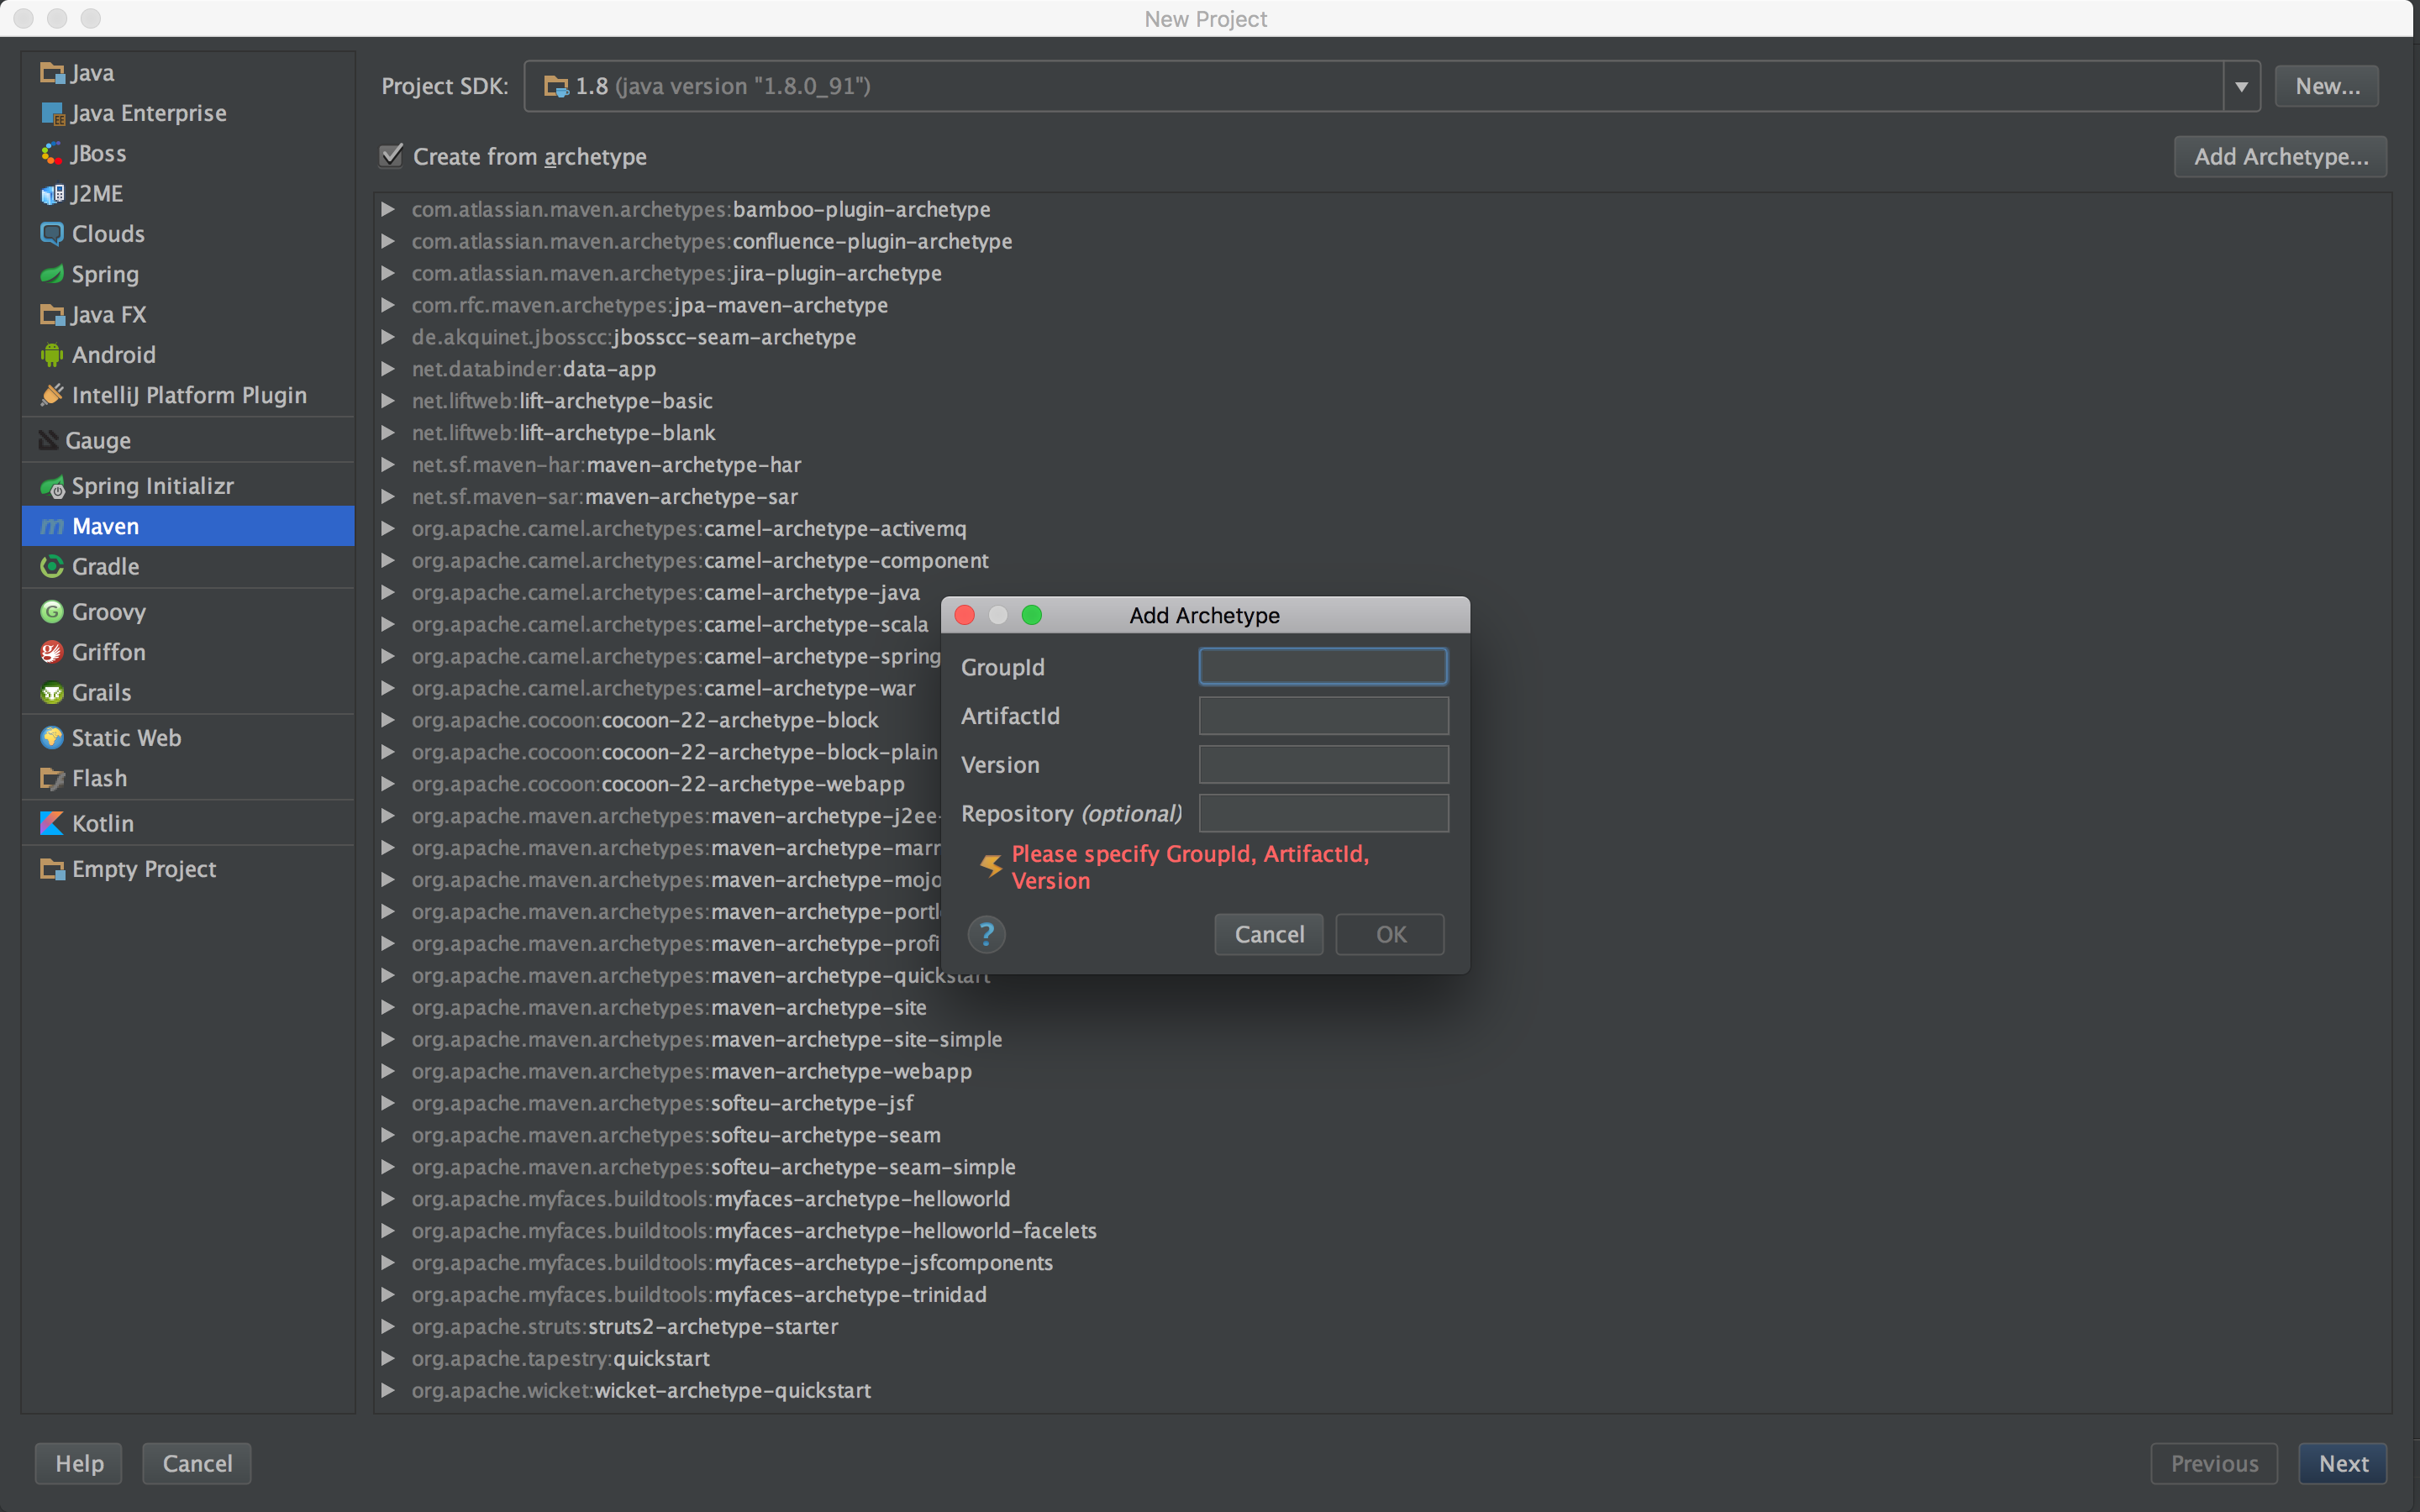 New Project
Java
Java Enterprise
JBoss
J2ME
Clouds
Spring
Java FX
Android
IntelliJ Platform Plugin
Gauge
Spring Initializr
Maven
Gradle
Groovy
Griffon
Grails
Static Web
Flash
Kotlin
Empty Project
Project SDK: 1.8 (java version "1.8.0_91") New...
Create from archetype Add Archetype...
com.atlassian.maven.archetypes:bamboo-plugin-archetype
com.atlassian.maven.archetypes:confluence-plugin-archetype
com.atlassian.maven.archetypes:jira-plugin-archetype
com.rfc.maven.archetypes:jpa-maven-archetype
de.akquinet.jbosscc:jbosscc-seam-archetype
net.databinder:data-app
net.liftweb:lift-archetype-basic
net.liftweb:lift-archetype-blank
net.sf.maven-har:maven-archetype-har
net.sf.maven-sar:maven-archetype-sar
org.apache.camel.archetypes:camel-archetype-activemq
org.apache.camel.archetypes:camel-archetype-component
org.apache.camel.archetypes:camel-archetype-java
org.apache.camel.archetypes:camel-archetype-scala
org.apache.camel.archetypes:camel-archetype-spring
org.apache.camel.archetypes:camel-archetype-war
org.apache.cocoon:cocoon-22-archetype-block
org.apache.cocoon:cocoon-22-archetype-block-plain
org.apache.cocoon:cocoon-22-archetype-webapp
org.apache.maven.archetypes:maven-archetype-j2ee-
org.apache.maven.archetypes:maven-archetype-marm
org.apache.maven.archetypes:maven-archetype-mojo
org.apache.maven.archetypes:maven-archetype-portl
org.apache.maven.archetypes:maven-archetype-profi
org.apache.maven.archetypes:maven-archetype-quickstart
org.apache.maven.archetypes:maven-archetype-site
org.apache.maven.archetypes:maven-archetype-site-simple
org.apache.maven.archetypes:maven-archetype-webapp
org.apache.maven.archetypes:softeu-archetype-jsf
org.apache.maven.archetypes:softeu-archetype-seam
org.apache.maven.archetypes:softeu-archetype-seam-simple
org.apache.myfaces.buildtools:myfaces-archetype-helloworld
org.apache.myfaces.buildtools:myfaces-archetype-helloworld-facelets
org.apache.myfaces.buildtools:myfaces-archetype-jsfcomponents
org.apache.myfaces.buildtools:myfaces-archetype-trinidad
org.apache.struts:struts2-archetype-starter
org.apache.tapestry:quickstart
org.apache.wicket:wicket-archetype-quickstart
Add Archetype
GroupId
ArtifactId
Version
Repository (optional)
Please specify GroupId, ArtifactId,
Version
? Cancel OK
Help Cancel Previous Next